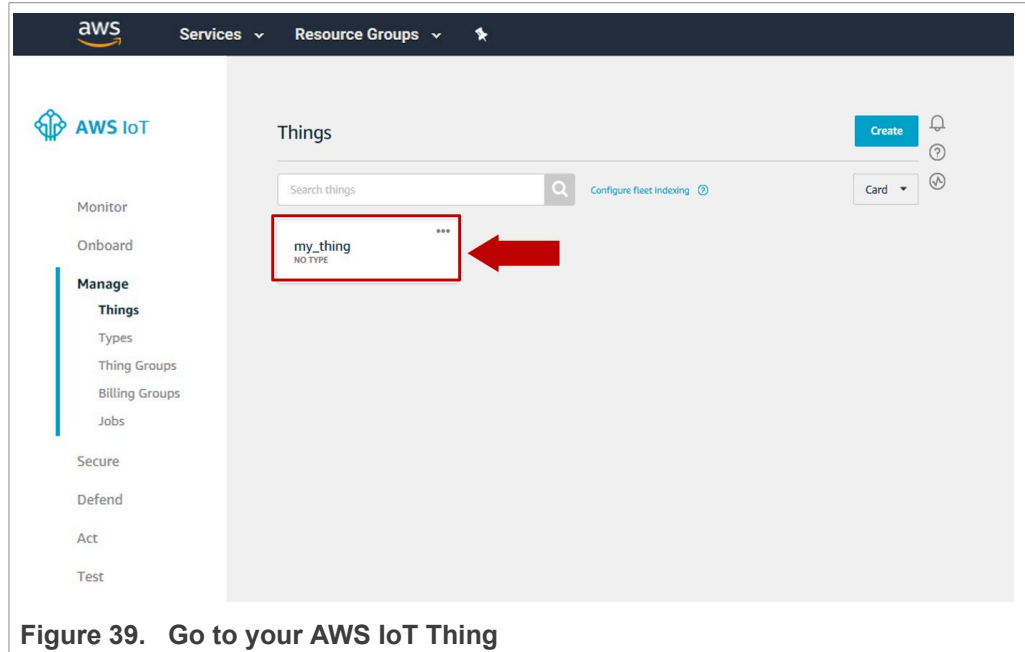 aws Services Resource Groups
AWS IoT
Things
Create
Search things
Configure fleet indexing ?
Card
?
my_thing
NO TYPE
Monitor
Onboard
Manage
Things
Types
Thing Groups
Billing Groups
Jobs
Secure
Defend
Act
Test
Figure 39. Go to your AWS IoT Thing